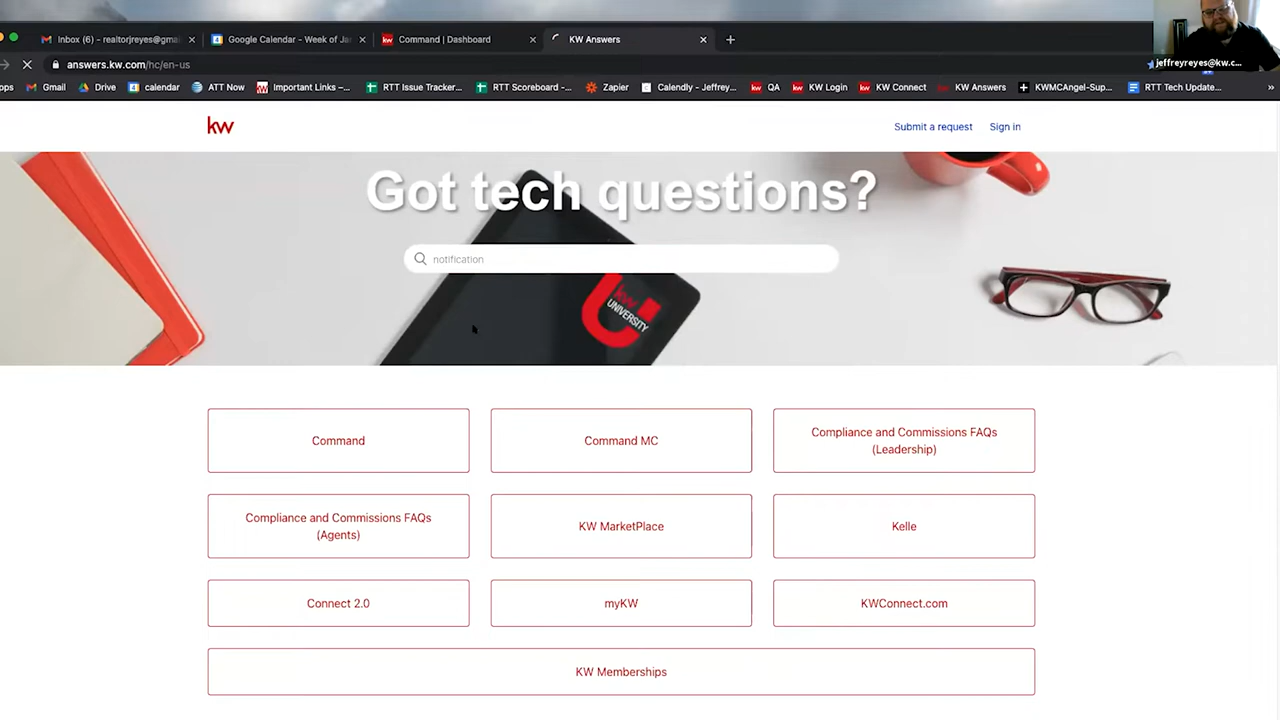 Inbox (6) - realtorjreyes@gmai
Google Calendar - Week of Ja
Command | Dashboard
KW Answers
answers.kw.com/hc/en-us
jeffreyreyes@kw.c...
Gmail
Drive
calendar
ATT Now
Important Links –...
RTT Issue Tracker...
RTT Scoreboard -...
Zapier
Calendly - Jeffrey...
QA
KW Login
KW Connect
KW Answers
KWMCAngel-Sup...
RTT Tech Update...
kw
Submit a request
Sign in
Got tech questions?
notification
kw
UNIVERSITY
Command
Command MC
Compliance and Commissions FAQs
(Leadership)
Compliance and Commissions FAQs
(Agents)
KW MarketPlace
Kelle
Connect 2.0
myKW
KWConnect.com
KW Memberships